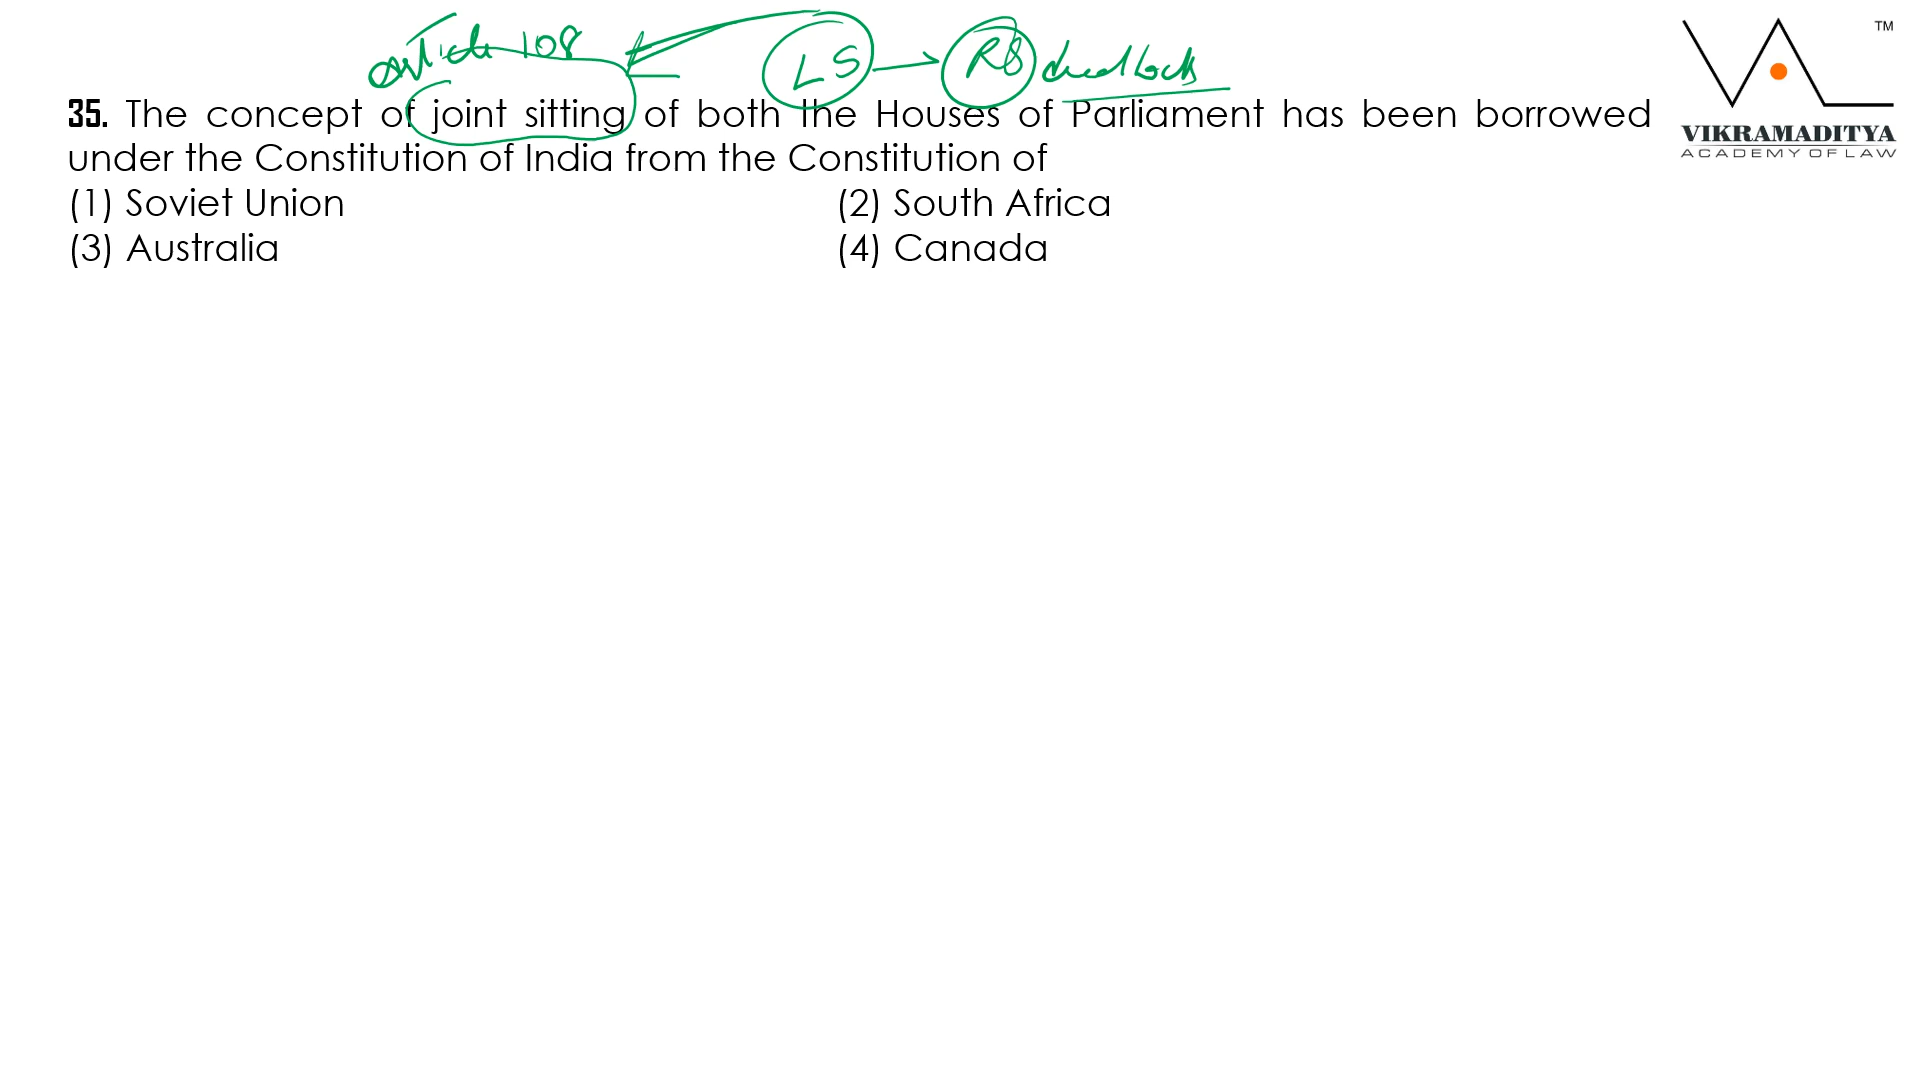 article 108 LS RS deadlock
TM
35. The concept of joint sitting of both the Houses of Parliament has been borrowed
under the Constitution of India from the Constitution of
(1) Soviet Union (2) South Africa
(3) Australia (4) Canada
VIKRAMADITYA
ACADEMY OF LAW